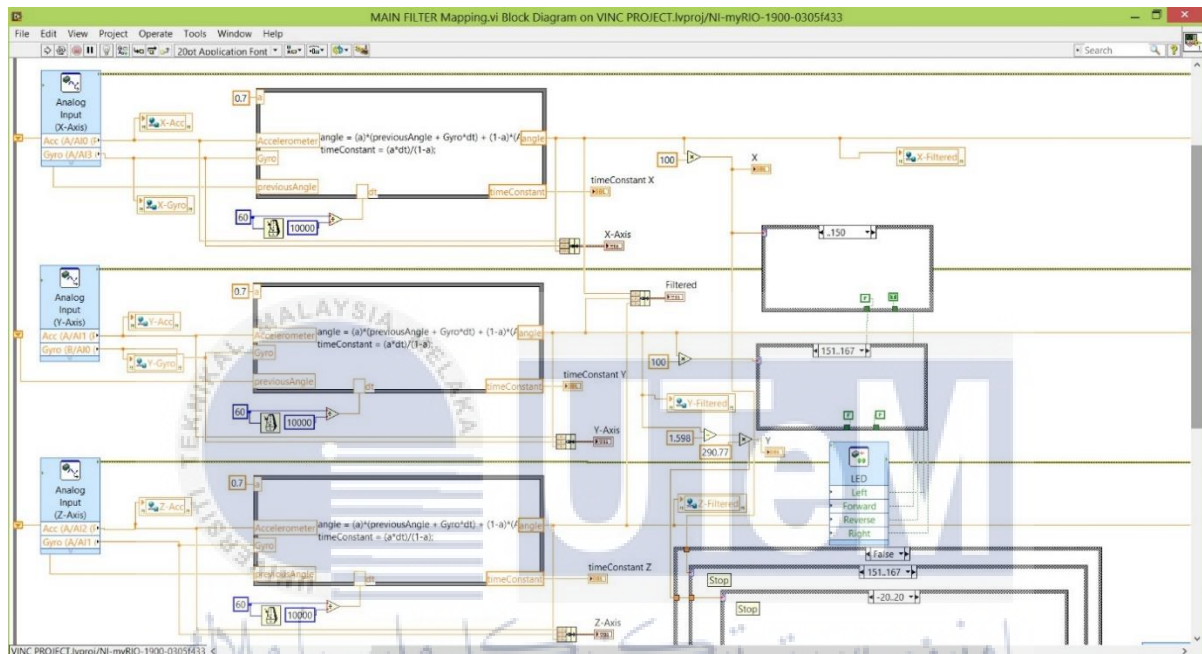 MAIN FILTER Mapping.vi Block Diagram on VINC PROJECT.lvproj/NI-myRIO-1900-0305f433
File Edit View Project Operate Tools Window Help
20pt Application Font
Search
Analog
Input
(X-Axis)
Acc (A/AI0 (
Gyro (A/AI3 (
X-Acc
X-Gyro
0.7
a
Accelerometer
Gyro
previousAngle
angle = (a)*(previousAngle + Gyro*dt) + (1-a)*(
timeConstant = (a*dt)/(1-a);
angle
dt
timeConstant
60
10000
timeConstant X
X-Axis
100
X
X-Filtered
..150
Analog
Input
(Y-Axis)
Acc (A/AI1 (
Gyro (B/AI0 (
Y-Acc
Y-Gyro
0.7
a
Accelerometer
Gyro
previousAngle
angle = (a)*(previousAngle + Gyro*dt) + (1-a)*(
timeConstant = (a*dt)/(1-a);
angle
dt
timeConstant
60
10000
Filtered
timeConstant Y
Y-Axis
100
Y-Filtered
1.598
290.77
Y
151..167
F
F
LED
Left
Forward
Reverse
Right
Analog
Input
(Z-Axis)
Acc (A/AI2 (
Gyro (A/AI1 (
Z-Acc
0.7
a
Accelerometer
Gyro
previousAngle
angle = (a)*(previousAngle + Gyro*dt) + (1-a)*(
timeConstant = (a*dt)/(1-a);
angle
dt
timeConstant
60
10000
timeConstant Z
Z-Axis
Z-Filtered
False
151..167
-20..20
Stop
Stop
UTeM
UNIVERSITI TEKNIKAL MALAYSIA MELAKA
VINC PROJECT.lvproj/NI-myRIO-1900-0305f433